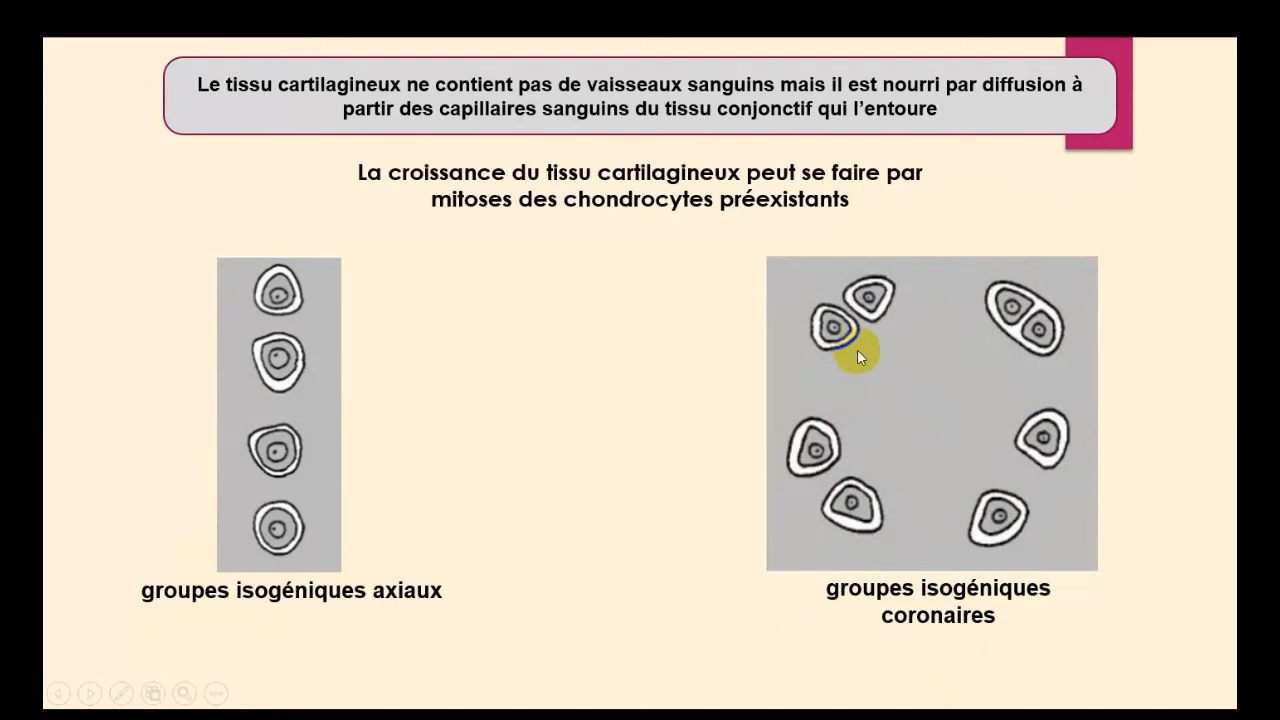 Le tissu cartilagineux ne contient pas de vaisseaux sanguins mais il est nourri par diffusion à
partir des capillaires sanguins du tissu conjonctif qui l’entoure
La croissance du tissu cartilagineux peut se faire par
mitoses des chondrocytes préexistants
groupes isogéniques axiaux
groupes isogéniques
coronaires